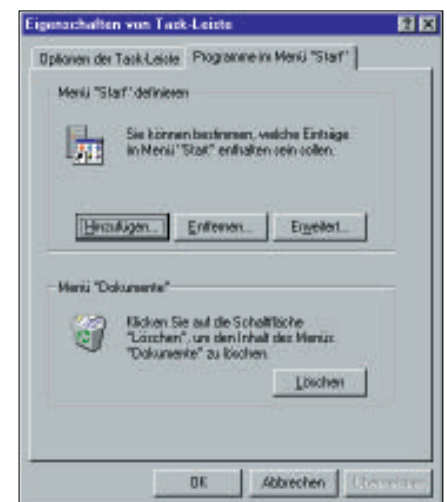 Eigenschaften von Task-Leiste
Optionen der Task-Leiste Programme im Menü "Start"
Menü "Start" definieren
Sie können bestimmen, welche Einträge
im Menü "Start" enthalten sein sollen.
Hinzufügen... Entfernen... Erweitert...
Menü "Dokumente"
Klicken Sie auf die Schaltfläche
"Löschen", um den Inhalt des Menüs
"Dokumente" zu löschen.
Löschen
OK Abbrechen Übernehmen